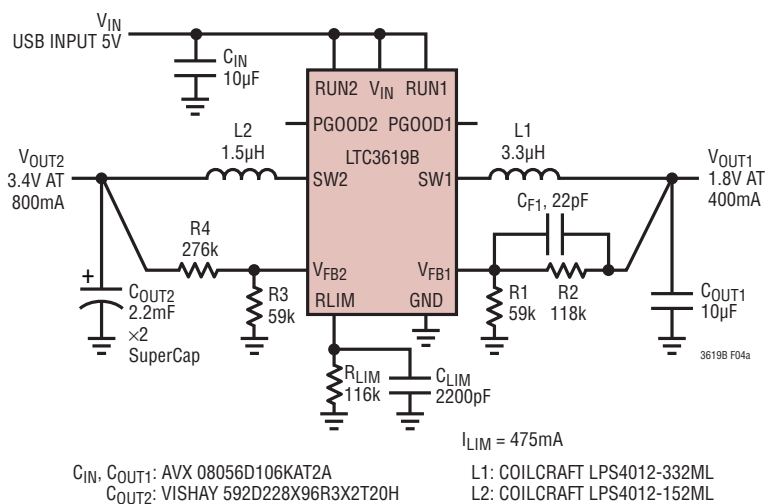 VIN
USB INPUT 5V
CIN
10µF
RUN2 VIN RUN1
PGOOD2 PGOOD1
LTC3619B
SW2 SW1
VFB2 VFB1
RLIM GND
L2
1.5µH
L1
3.3µH
VOUT2
3.4V AT
800mA
VOUT1
1.8V AT
400mA
CF1, 22pF
R4
276k
R3
59k
R1
59k
R2
118k
+
COUT2
2.2mF
×2
SuperCap
COUT1
10µF
3619B F04a
RLIM
116k
CLIM
2200pF
ILIM = 475mA
CIN, COUT1: AVX 08056D106KAT2A
COUT2: VISHAY 592D228X96R3X2T20H
L1: COILCRAFT LPS4012-332ML
L2: COILCRAFT LPS4012-152ML